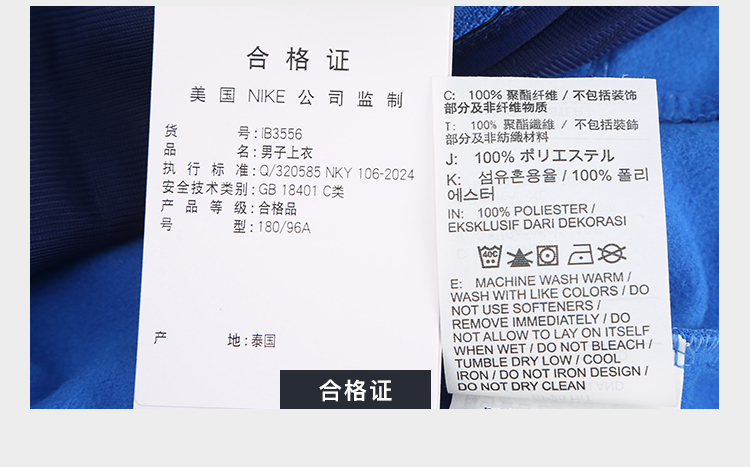 合格证
美国 NIKE 公司监制
货 号:IB3556
品 名:男子上衣
执行标准:Q/320585 NKY 106-2024
安全技术类别:GB 18401 C类
产品等级:合格品
号 型:180/96A
产 地:泰国
合格证
C: 100% 聚酯纤维 / 不包括装饰
部分及非纤维物质
T: 100% 聚酯纖維 / 不包括裝飾
部分及非紡織材料
J: 100% ポリエステル
K: 섬유혼용율 / 100% 폴리
에스터
IN: 100% POLIESTER /
EKSKLUSIF DARI DEKORASI
40C
E: MACHINE WASH WARM /
WASH WITH LIKE COLORS / DO
NOT USE SOFTENERS /
REMOVE IMMEDIATELY / DO
NOT ALLOW TO LAY ON ITSELF
WHEN WET / DO NOT BLEACH /
TUMBLE DRY LOW / COOL
IRON / DO NOT IRON DESIGN /
DO NOT DRY CLEAN